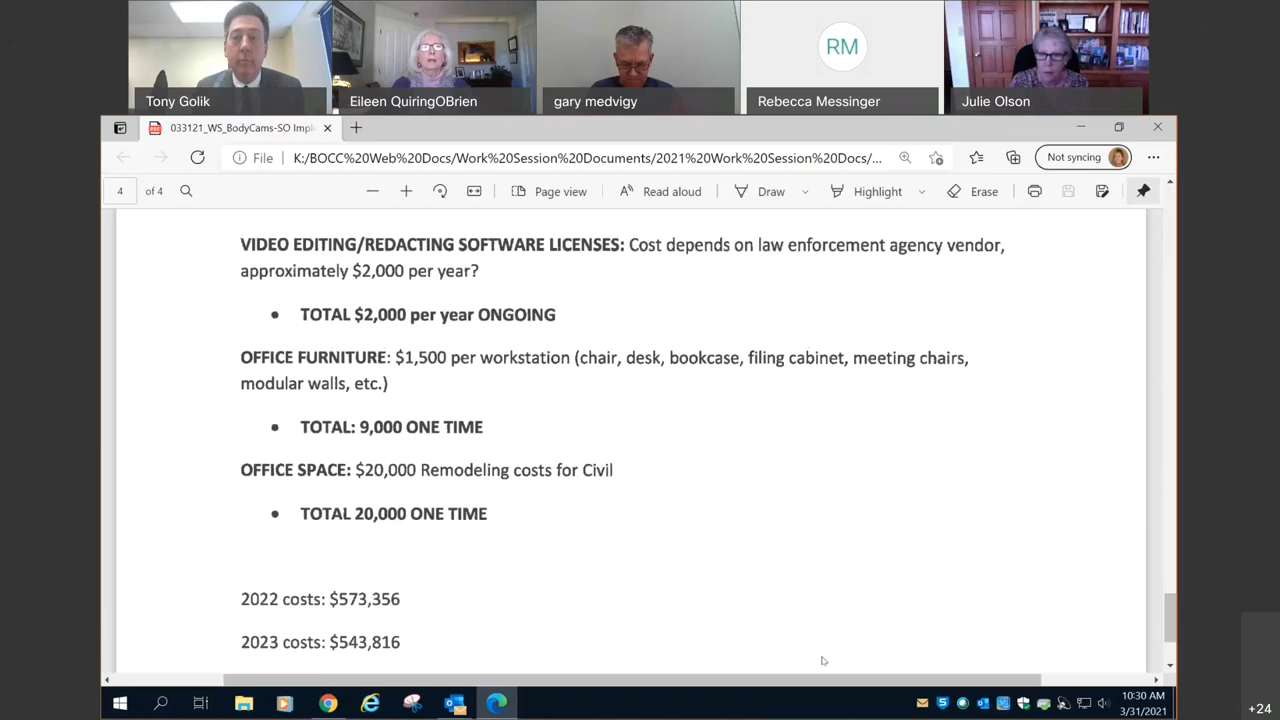 RM
Tony Golik
Eileen QuiringOBrien
gary medvigy
Rebecca Messinger
Julie Olson
033121_WS_BodyCams-SO Impl
File K:/BOCC%20Web%20Docs/Work%20Session%20Documents/2021%20Work%20Session%20Docs/...
Not syncing
4 of 4
Page view
Read aloud
Draw
Highlight
Erase
VIDEO EDITING/REDACTING SOFTWARE LICENSES: Cost depends on law enforcement agency vendor,
approximately $2,000 per year?
• TOTAL $2,000 per year ONGOING
OFFICE FURNITURE: $1,500 per workstation (chair, desk, bookcase, filing cabinet, meeting chairs,
modular walls, etc.)
• TOTAL: 9,000 ONE TIME
OFFICE SPACE: $20,000 Remodeling costs for Civil
• TOTAL 20,000 ONE TIME
2022 costs: $573,356
2023 costs: $543,816
10:30 AM
3/31/2021
+24